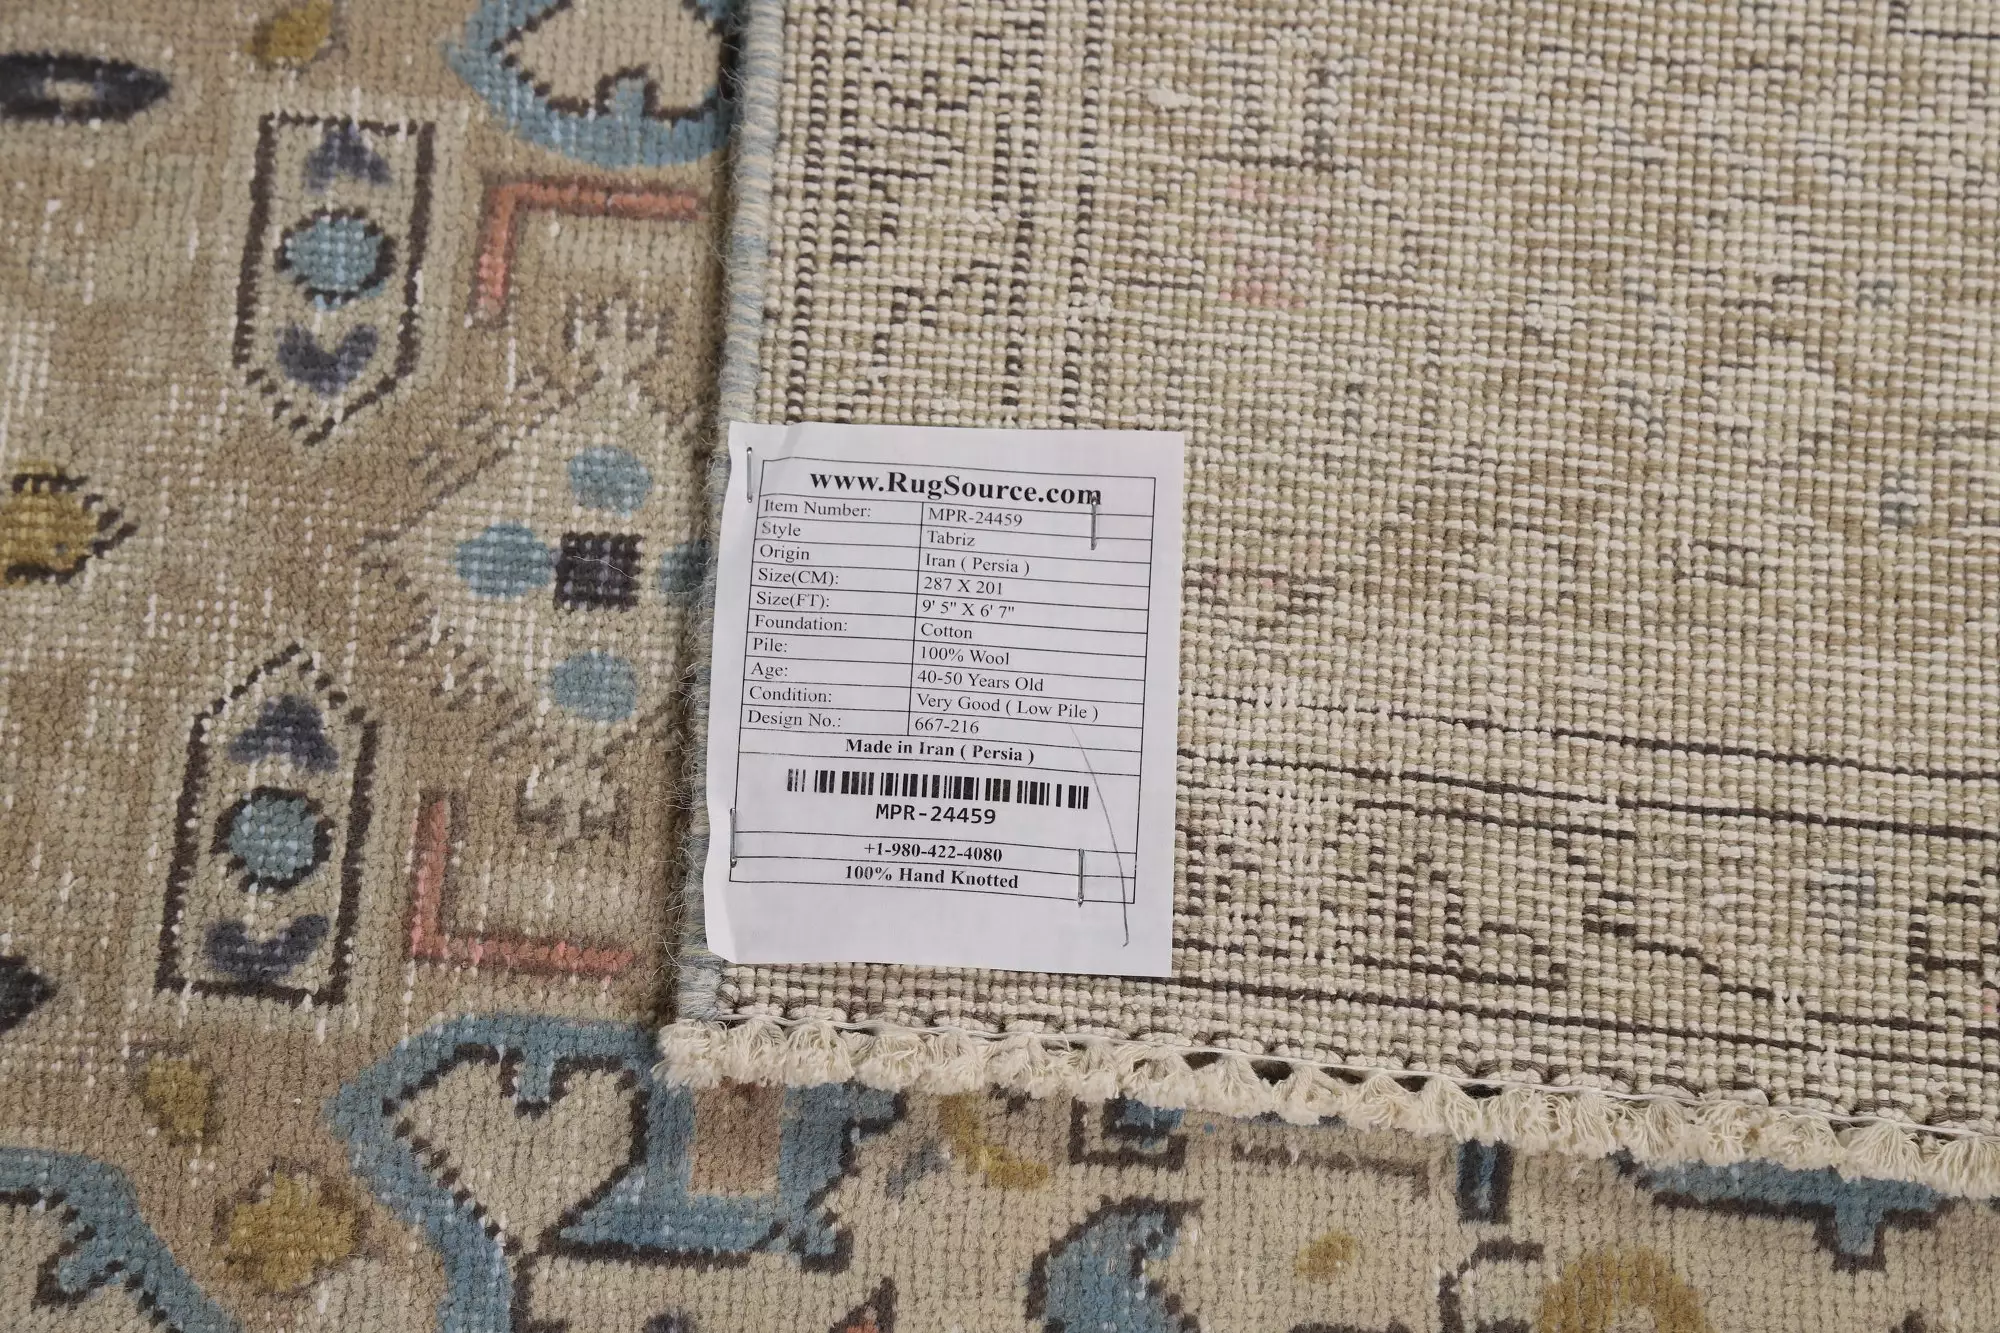 www.RugSource.com
Item Number: MPR-24459
Style Tabriz
Origin Iran ( Persia )
Size(CM): 287 X 201
Size(FT): 9' 5" X 6' 7"
Foundation: Cotton
Pile: 100% Wool
Age: 40-50 Years Old
Condition: Very Good ( Low Pile )
Design No.: 667-216
Made in Iran ( Persia )
MPR-24459
+1-980-422-4080
100% Hand Knotted